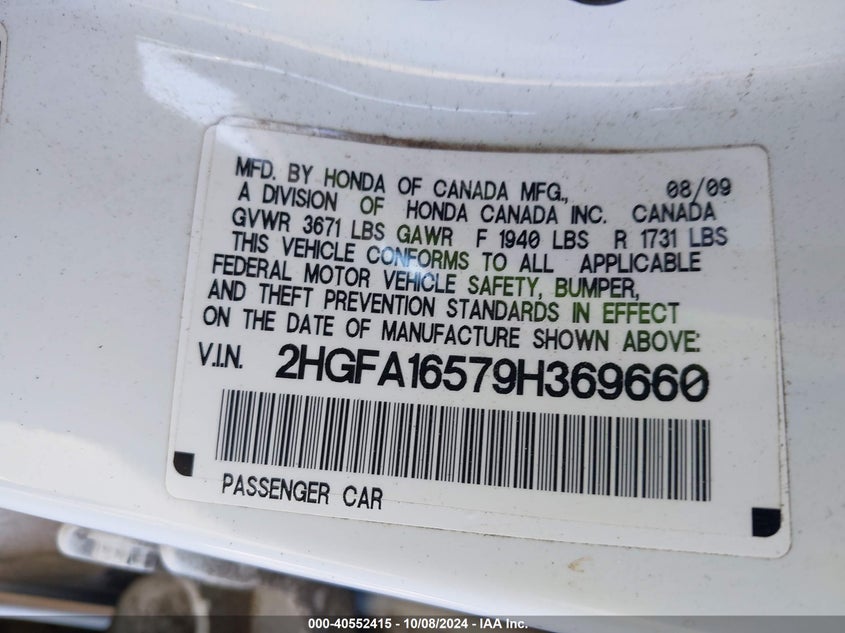 MFD. BY HONDA OF CANADA MFG., 08/09
A DIVISION OF HONDA CANADA INC. CANADA
GVWR 3671 LBS GAWR F 1940 LBS R 1731 LBS
THIS VEHICLE CONFORMS TO ALL APPLICABLE
FEDERAL MOTOR VEHICLE SAFETY, BUMPER,
AND THEFT PREVENTION STANDARDS IN EFFECT
ON THE DATE OF MANUFACTURE SHOWN ABOVE:
V.I.N. 2HGFA16579H369660
PASSENGER CAR
000-40552415 - 10/08/2024 - IAA Inc.